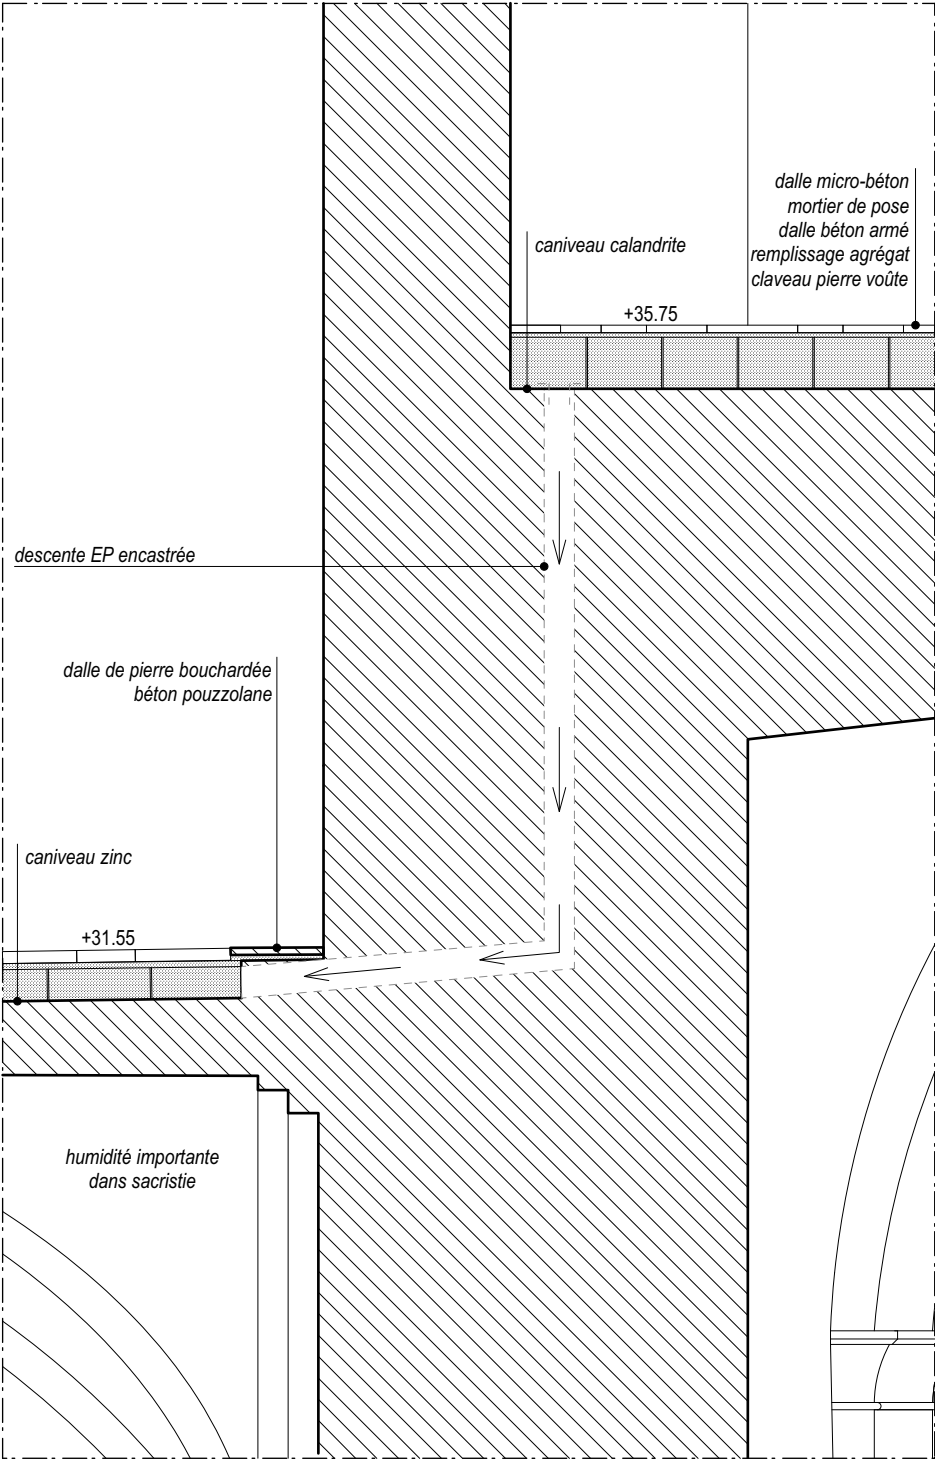 dalle micro-béton
mortier de pose
dalle béton armé
remplissage agrégat
claveau pierre voûte
caniveau calandrite
+35.75
descente EP encastrée
dalle de pierre bouchardée
béton pouzzolane
caniveau zinc
+31.55
humidité importante
dans sacristie